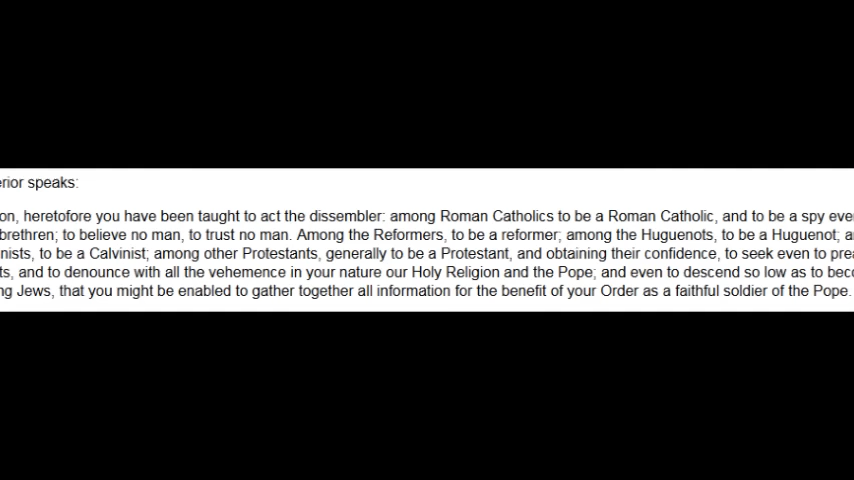 erior speaks:
on, heretofore you have been taught to act the dissembler: among Roman Catholics to be a Roman Catholic, and to be a spy eve
brethren; to believe no man, to trust no man. Among the Reformers, to be a reformer; among the Huguenots, to be a Huguenot; a
nists, to be a Calvinist; among other Protestants, generally to be a Protestant, and obtaining their confidence, to seek even to prea
ts, and to denounce with all the vehemence in your nature our Holy Religion and the Pope; and even to descend so low as to beco
ng Jews, that you might be enabled to gather together all information for the benefit of your Order as a faithful soldier of the Pope.